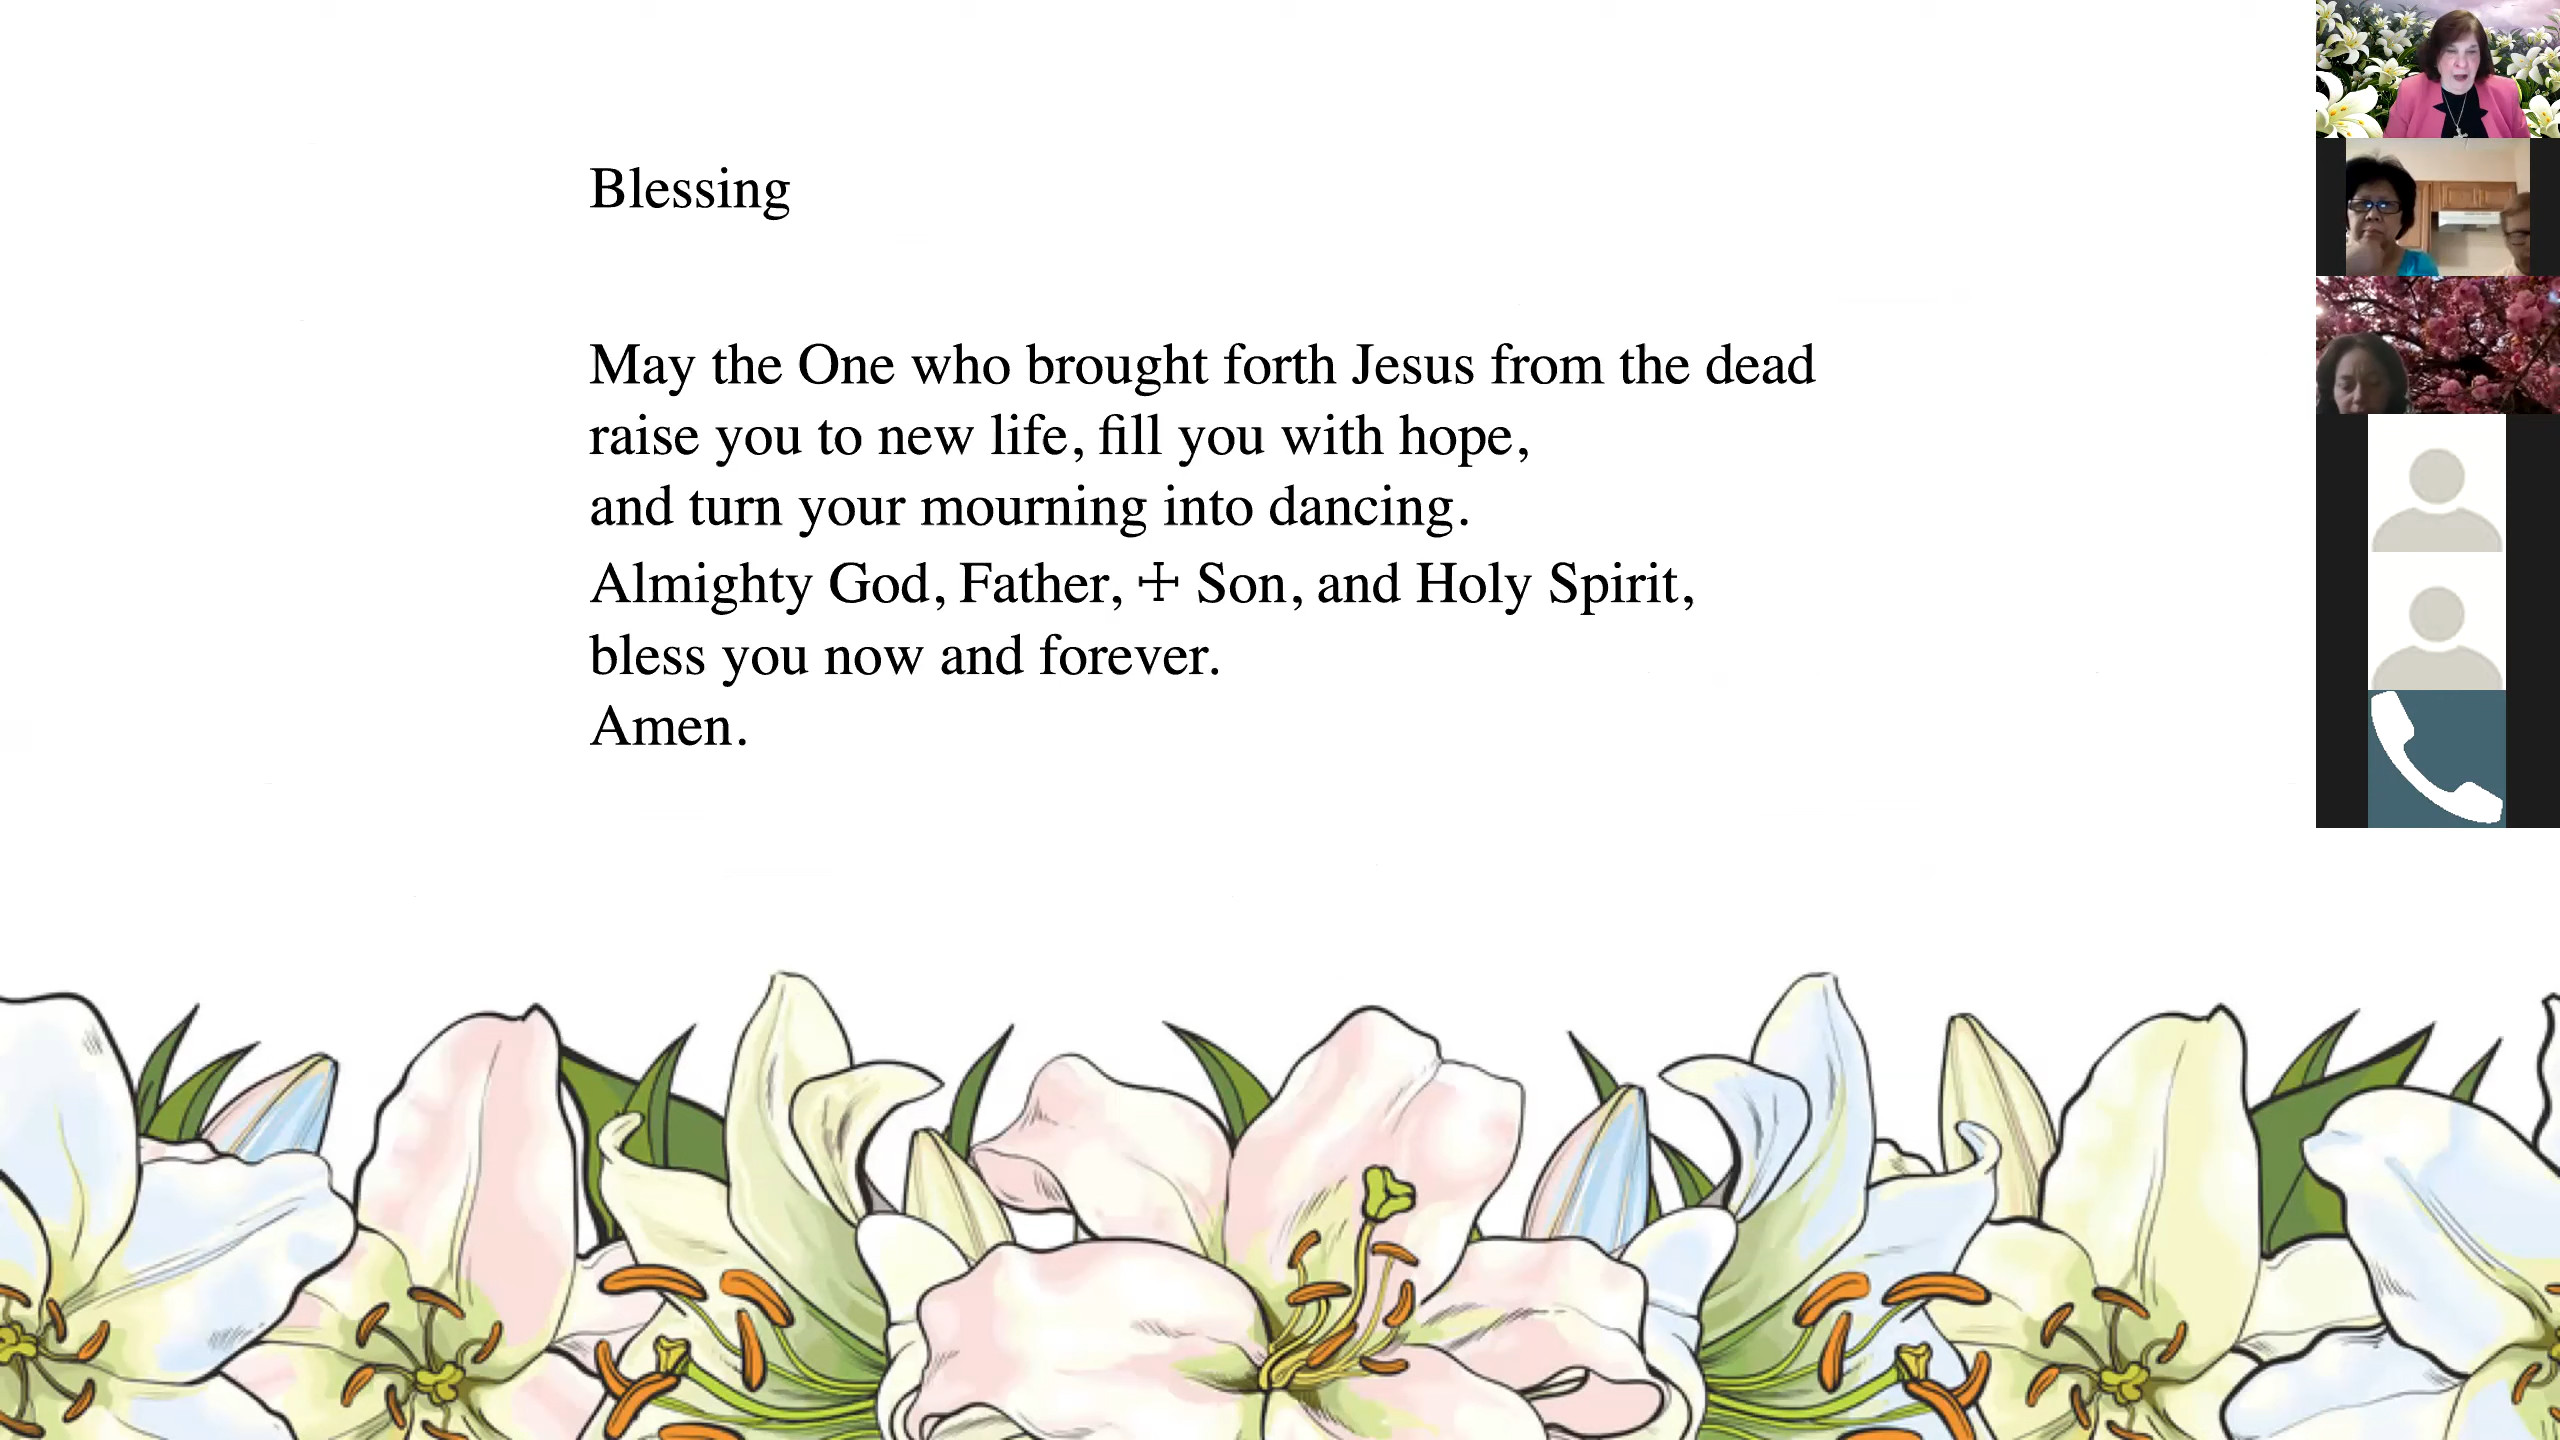 Blessing
May the One who brought forth Jesus from the dead
raise you to new life, fill you with hope,
and turn your mourning into dancing.
Almighty God, Father, ☩ Son, and Holy Spirit,
bless you now and forever.
Amen.